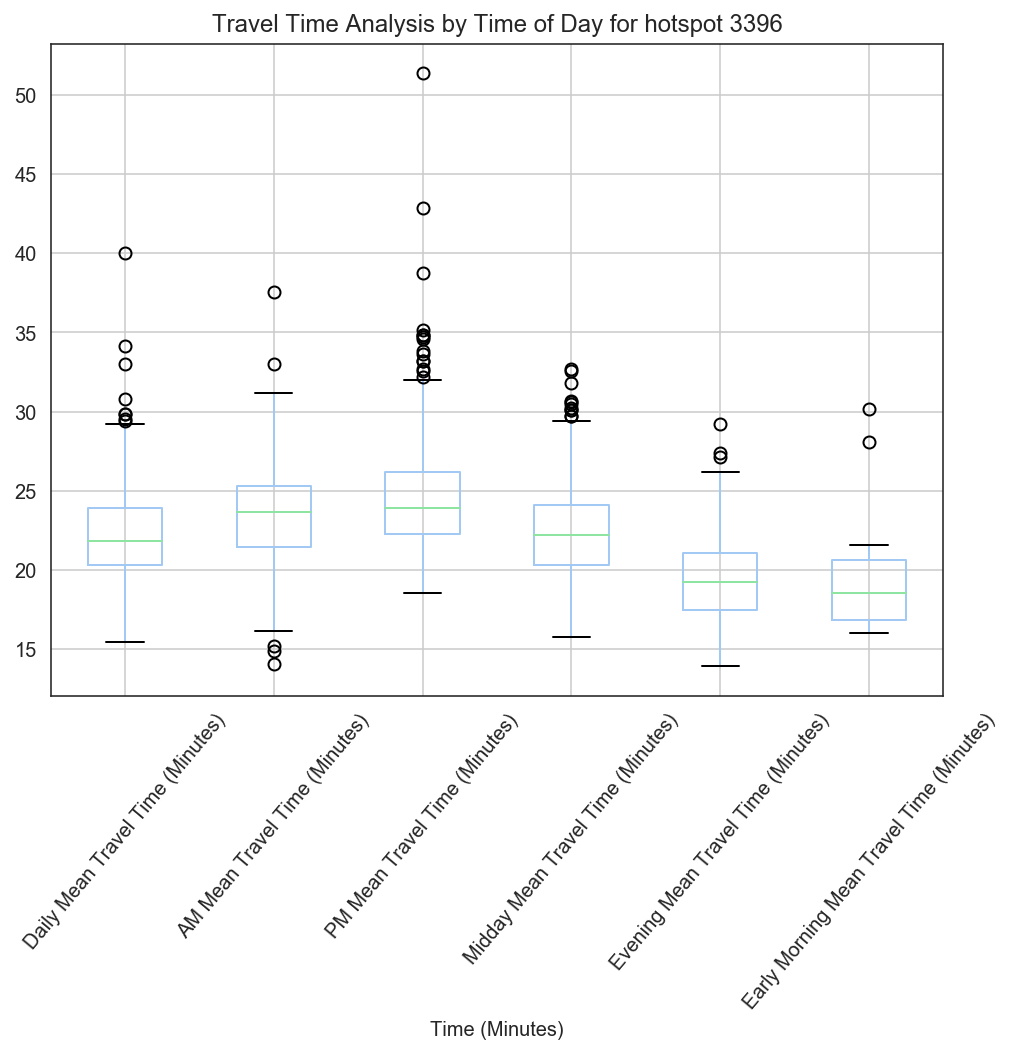 Travel Time Analysis by Time of Day for hotspot 3396
50
45
40
35
30
25
20
15
Daily Mean Travel Time (Minutes)
AM Mean Travel Time (Minutes)
PM Mean Travel Time (Minutes)
Midday Mean Travel Time (Minutes)
Evening Mean Travel Time (Minutes)
Early Morning Mean Travel Time (Minutes)
Time (Minutes)